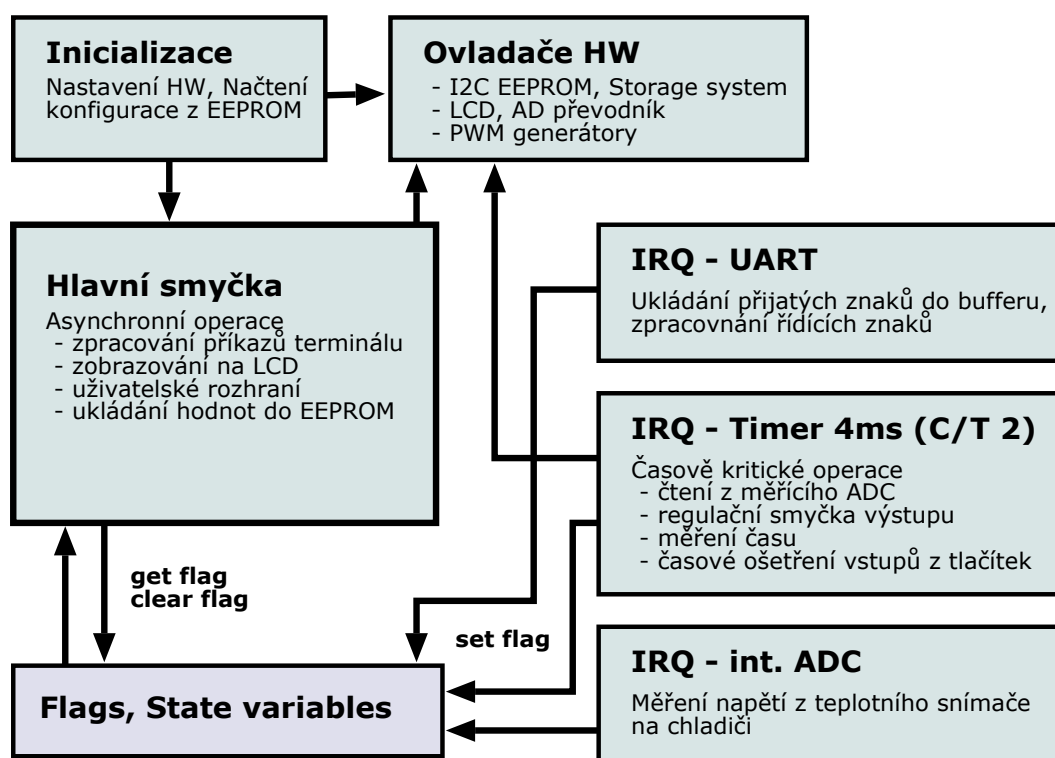 Inicializace
Nastavení HW, Načtení
konfigurace z EEPROM
Ovladače HW
- I2C EEPROM, Storage system
- LCD, AD převodník
- PWM generátory
Hlavní smyčka
Asynchronní operace
- zpracování příkazů terminálu
- zobrazování na LCD
- uživatelské rozhraní
- ukládání hodnot do EEPROM
IRQ - UART
Ukládání přijatých znaků do bufferu,
zpracovnání řídících znaků
IRQ - Timer 4ms (C/T 2)
Časově kritické operace
- čtení z měřícího ADC
- regulační smyčka výstupu
- měření času
- časové ošetření vstupů z tlačítek
get flag
clear flag
set flag
Flags, State variables
IRQ - int. ADC
Měření napětí z teplotního snímače
na chladiči